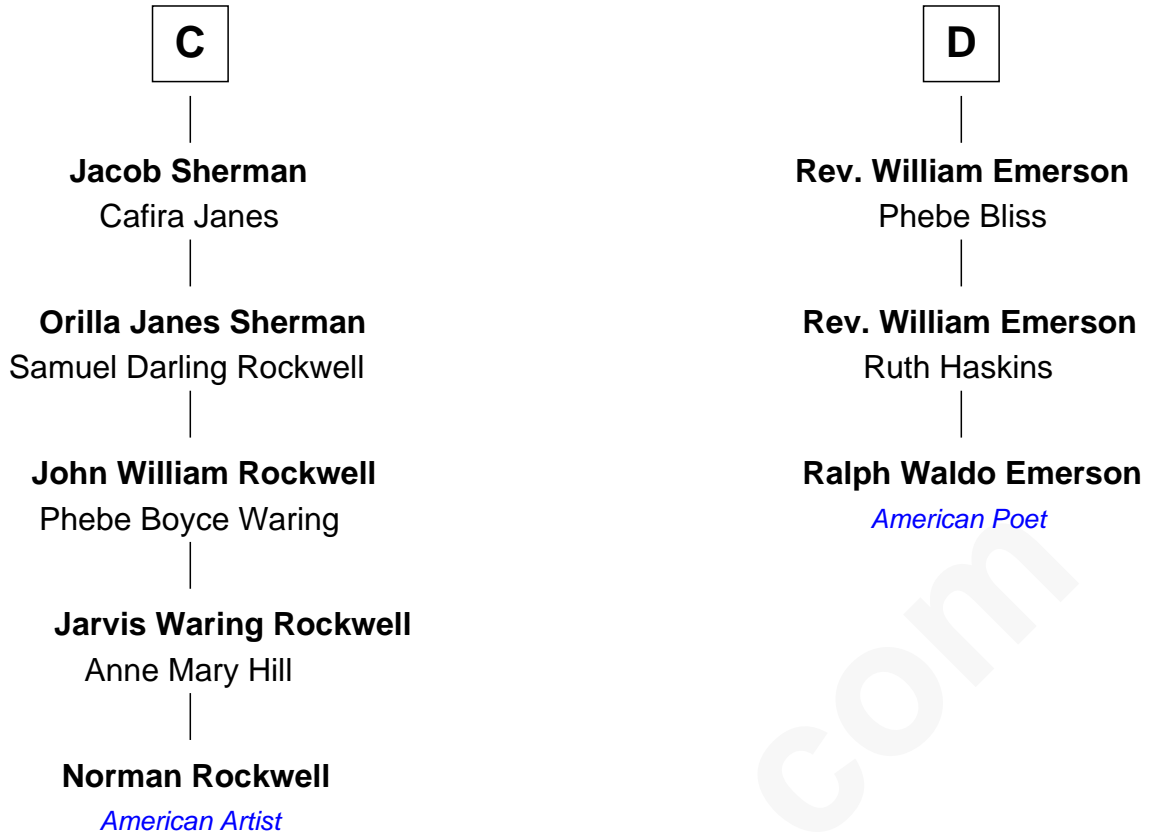 C
Jacob Sherman
Cafira Janes
Orilla Janes Sherman
Samuel Darling Rockwell
John William Rockwell
Phebe Boyce Waring
Jarvis Waring Rockwell
Anne Mary Hill
Norman Rockwell
American Artist
D
Rev. William Emerson
Phebe Bliss
Rev. William Emerson
Ruth Haskins
Ralph Waldo Emerson
American Poet
com